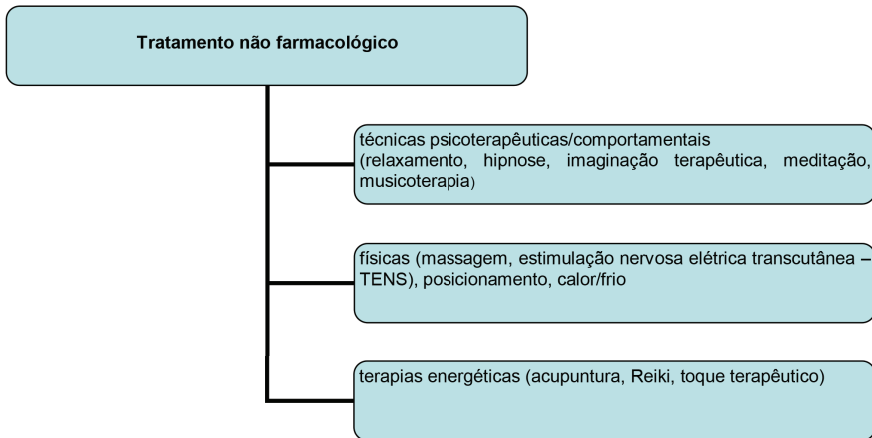 Tratamento não farmacológico
técnicas psicoterapêuticas/comportamentais
(relaxamento, hipnose, imaginação terapêutica, meditação,
musicoterapia)
físicas (massagem, estimulação nervosa elétrica transcutânea –
TENS), posicionamento, calor/frio
terapias energéticas (acupuntura, Reiki, toque terapêutico)